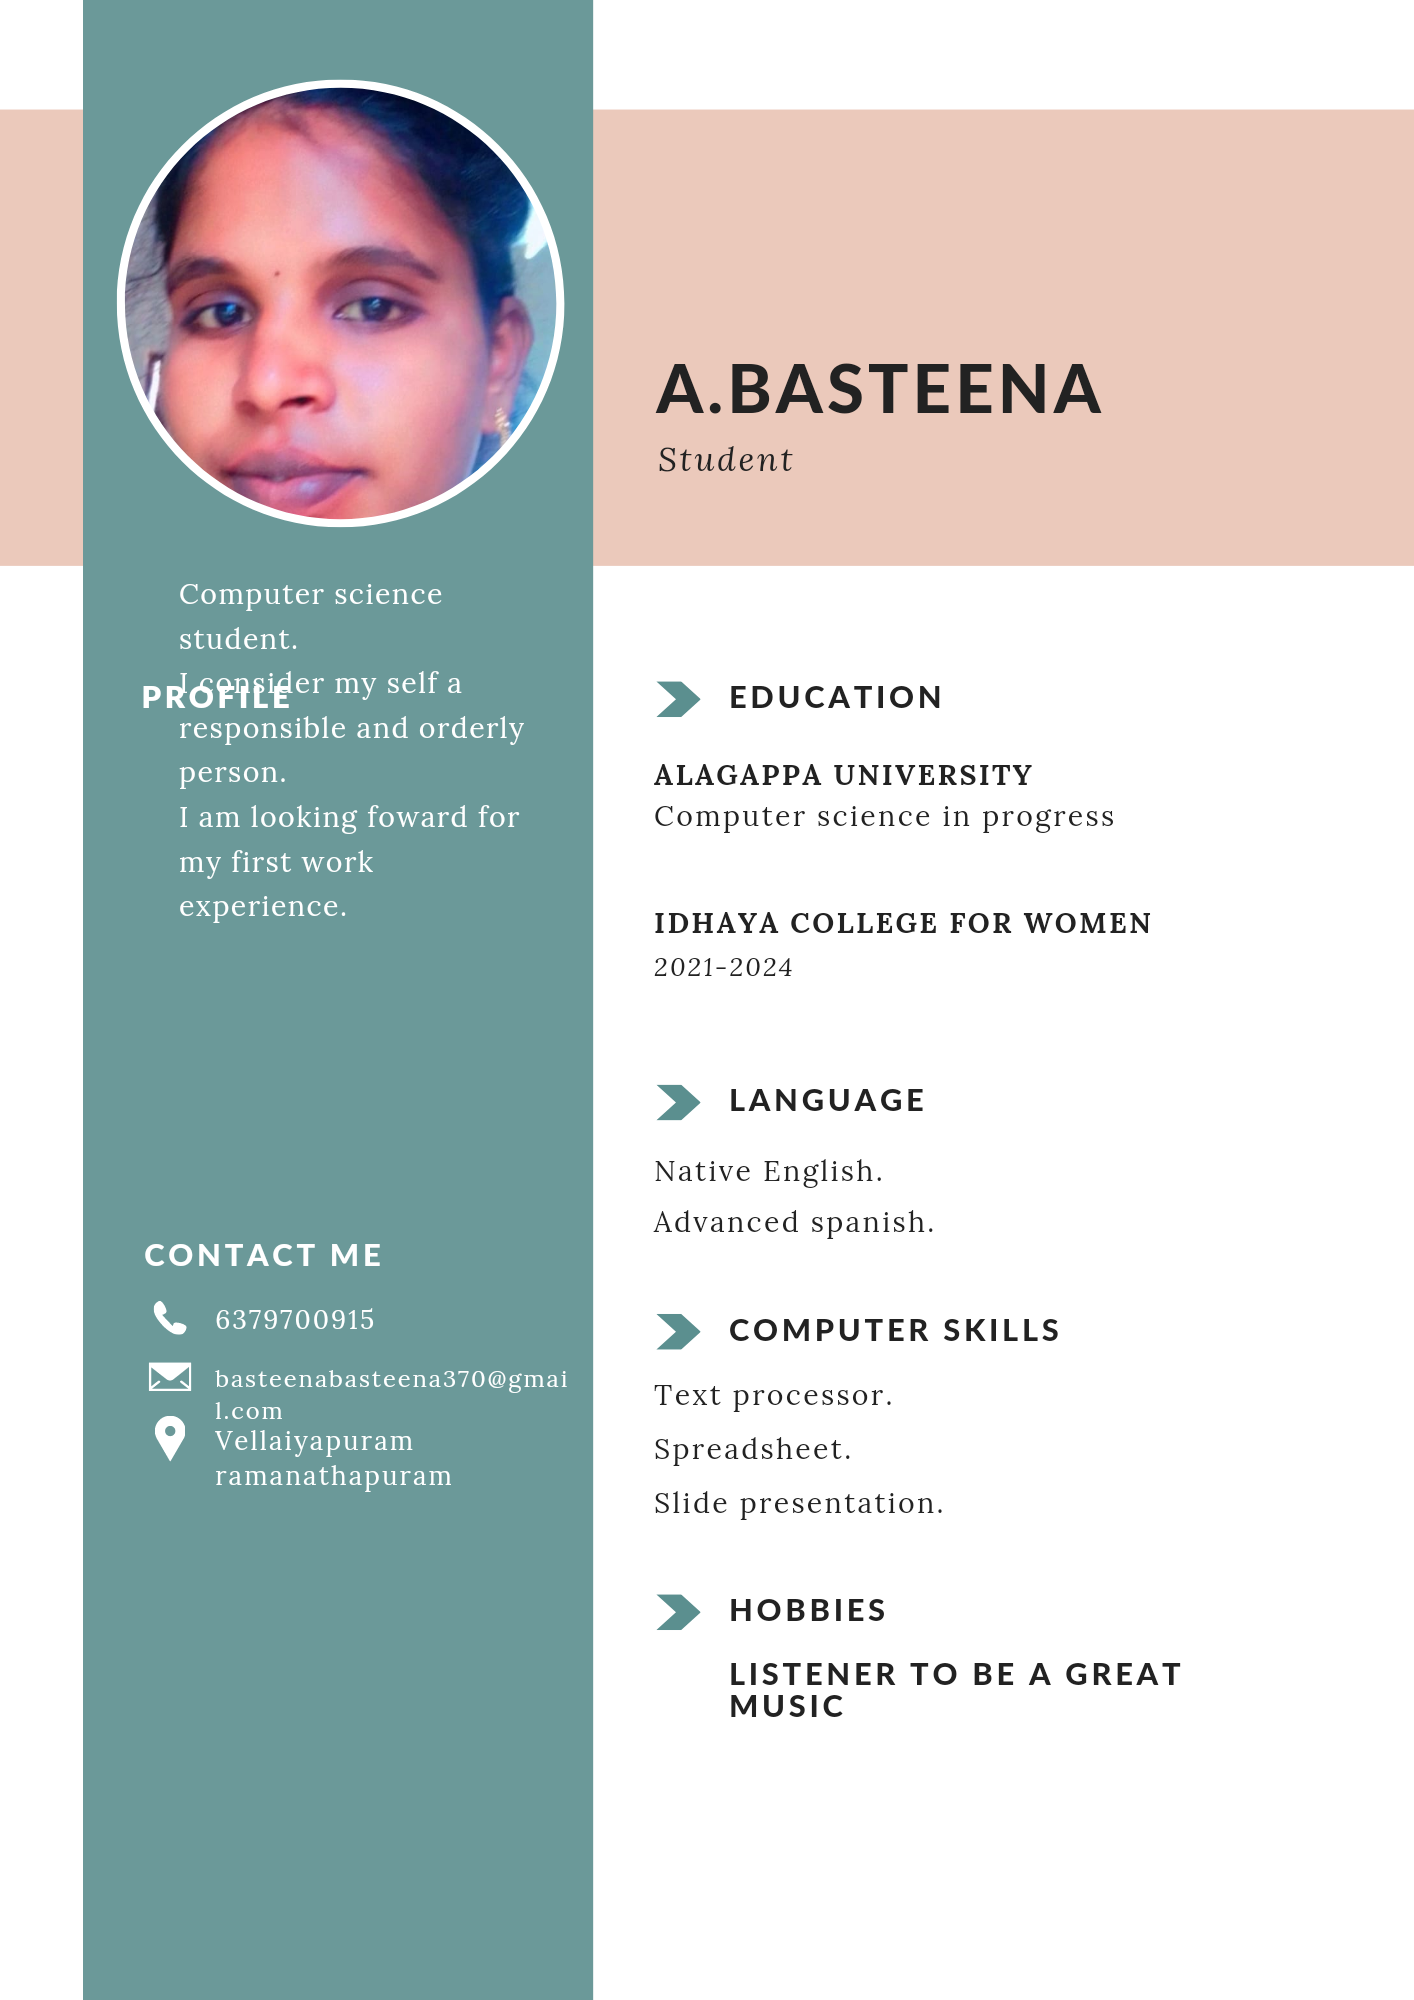 A.BASTEENA
Student
Computer science
student.
I consider my self a
PROFILE
responsible and orderly
person.
I am looking foward for
my first work
experience.
CONTACT ME
6379700915
basteenabasteena370@gmai
l.com
Vellaiyapuram
ramanathapuram
EDUCATION
ALAGAPPA UNIVERSITY
Computer science in progress
IDHAYA COLLEGE FOR WOMEN
2021-2024
LANGUAGE
Native English.
Advanced spanish.
COMPUTER SKILLS
Text processor.
Spreadsheet.
Slide presentation.
HOBBIES
LISTENER TO BE A GREAT
MUSIC